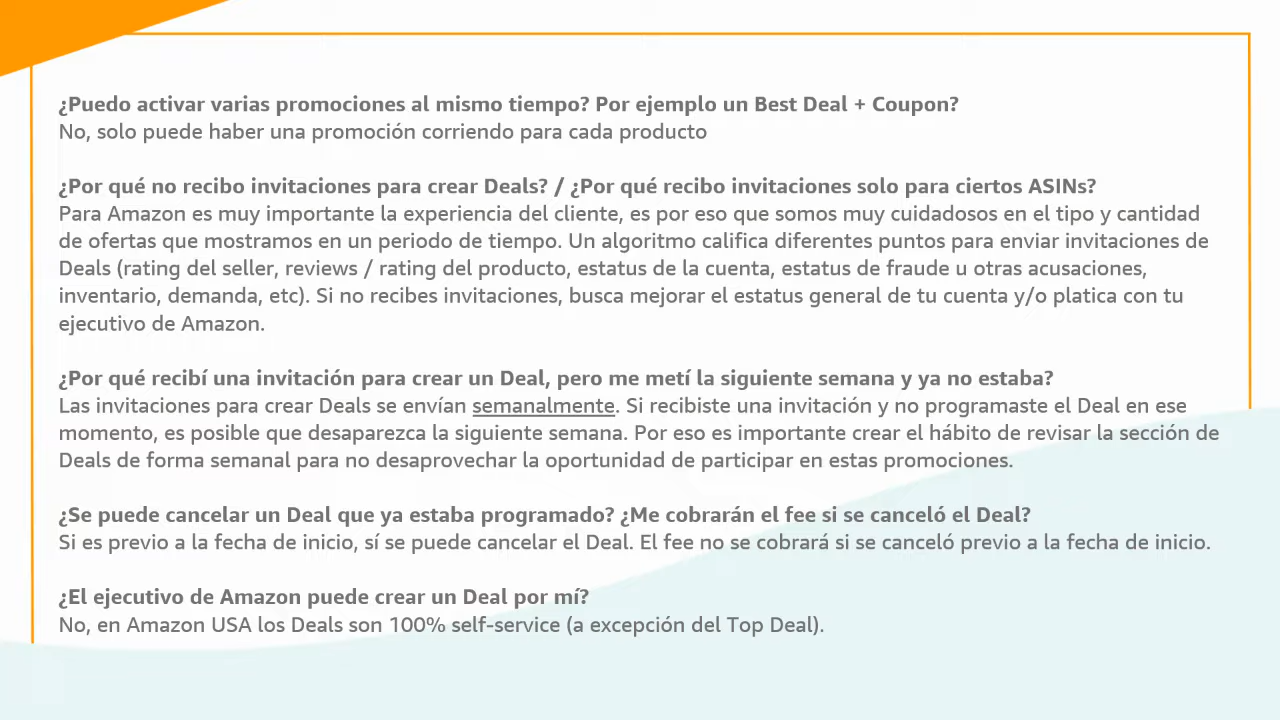 ¿Puedo activar varias promociones al mismo tiempo? Por ejemplo un Best Deal + Coupon?
No, solo puede haber una promoción corriendo para cada producto
¿Por qué no recibo invitaciones para crear Deals? / ¿Por qué recibo invitaciones solo para ciertos ASINs?
Para Amazon es muy importante la experiencia del cliente, es por eso que somos muy cuidadosos en el tipo y cantidad
de ofertas que mostramos en un periodo de tiempo. Un algoritmo califica diferentes puntos para enviar invitaciones de
Deals (rating del seller, reviews / rating del producto, estatus de la cuenta, estatus de fraude u otras acusaciones,
inventario, demanda, etc). Si no recibes invitaciones, busca mejorar el estatus general de tu cuenta y/o platica con tu
ejecutivo de Amazon.
¿Por qué recibí una invitación para crear un Deal, pero me metí la siguiente semana y ya no estaba?
Las invitaciones para crear Deals se envían semanalmente. Si recibiste una invitación y no programaste el Deal en ese
momento, es posible que desaparezca la siguiente semana. Por eso es importante crear el hábito de revisar la sección de
Deals de forma semanal para no desaprovechar la oportunidad de participar en estas promociones.
¿Se puede cancelar un Deal que ya estaba programado? ¿Me cobrarán el fee si se canceló el Deal?
Si es previo a la fecha de inicio, sí se puede cancelar el Deal. El fee no se cobrará si se canceló previo a la fecha de inicio.
¿El ejecutivo de Amazon puede crear un Deal por mí?
No, en Amazon USA los Deals son 100% self-service (a excepción del Top Deal).